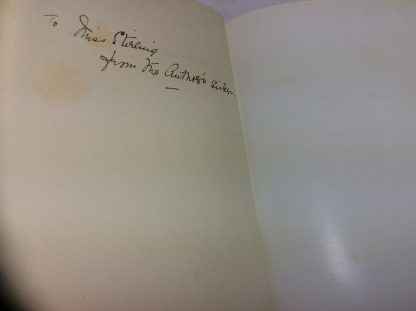 To Miss Stirling
from the Author's Sister.